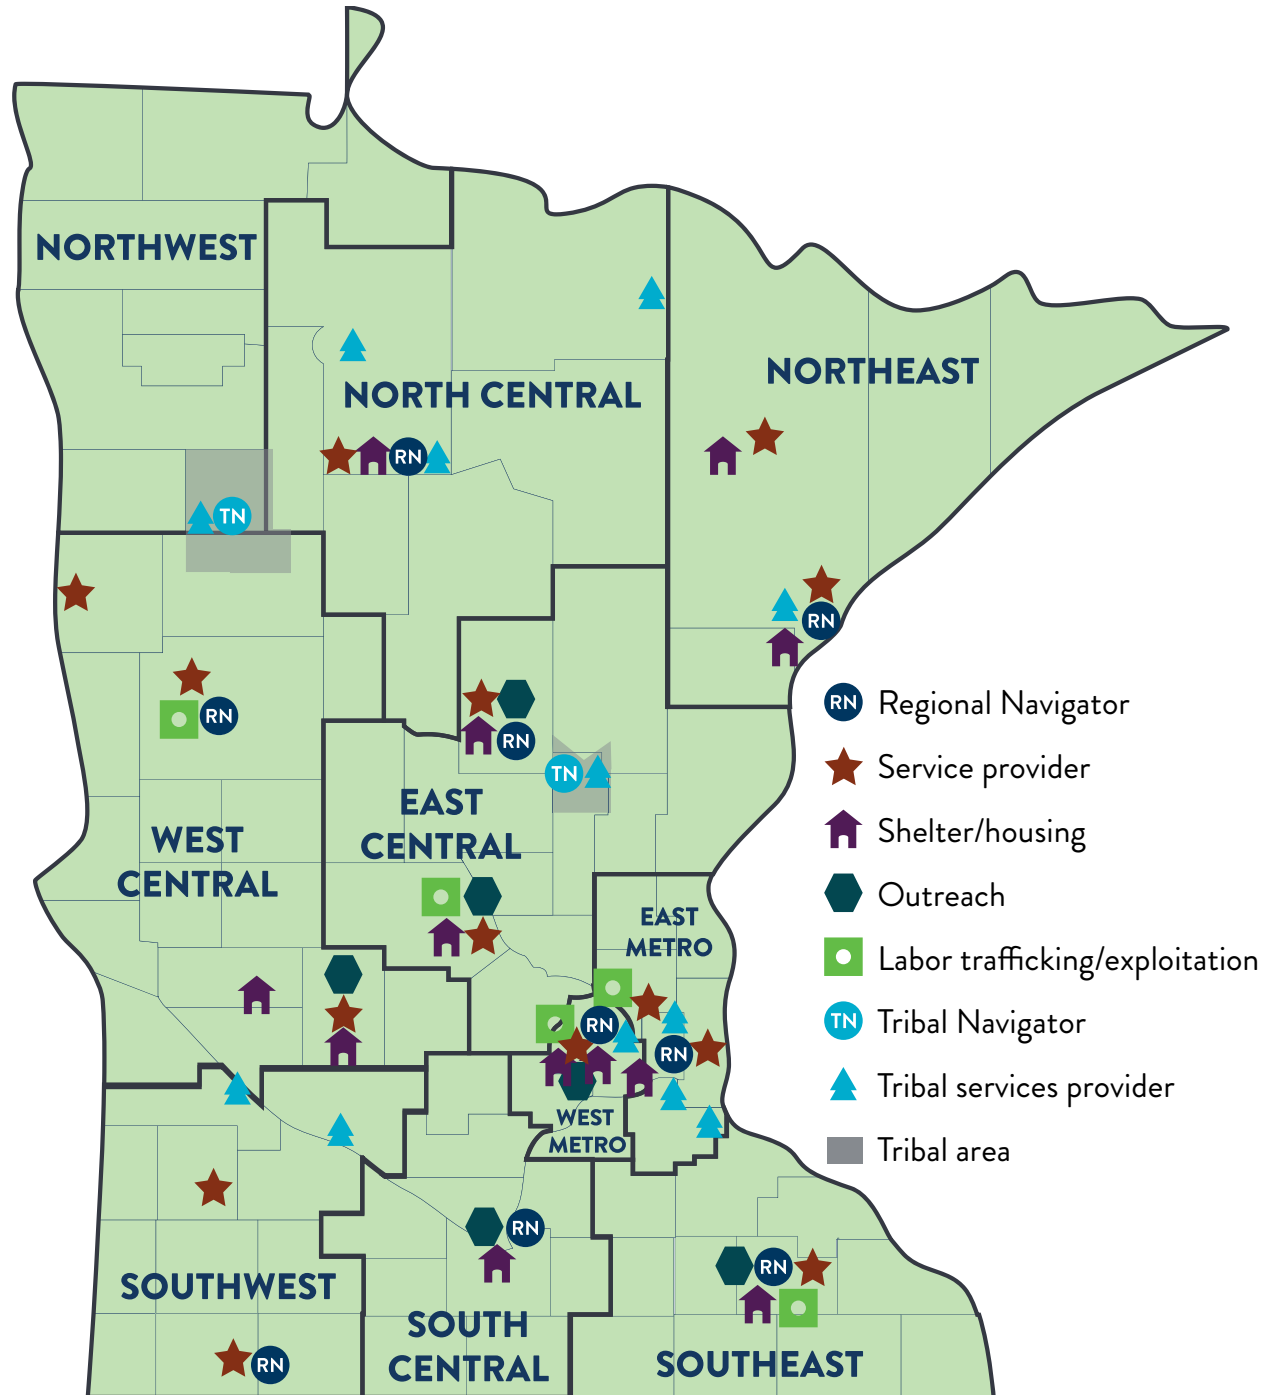 NORTHWEST
NORTH CENTRAL
NORTHEAST
RN
TN
RN
RN
RN
TN
EAST
CENTRAL
WEST
CENTRAL
EAST
METRO
RN
RN
WEST
METRO
RN
RN
SOUTHWEST
SOUTH
CENTRAL
SOUTHEAST
RN
RN Regional Navigator
Service provider
Shelter/housing
Outreach
Labor trafficking/exploitation
TN Tribal Navigator
Tribal services provider
Tribal area